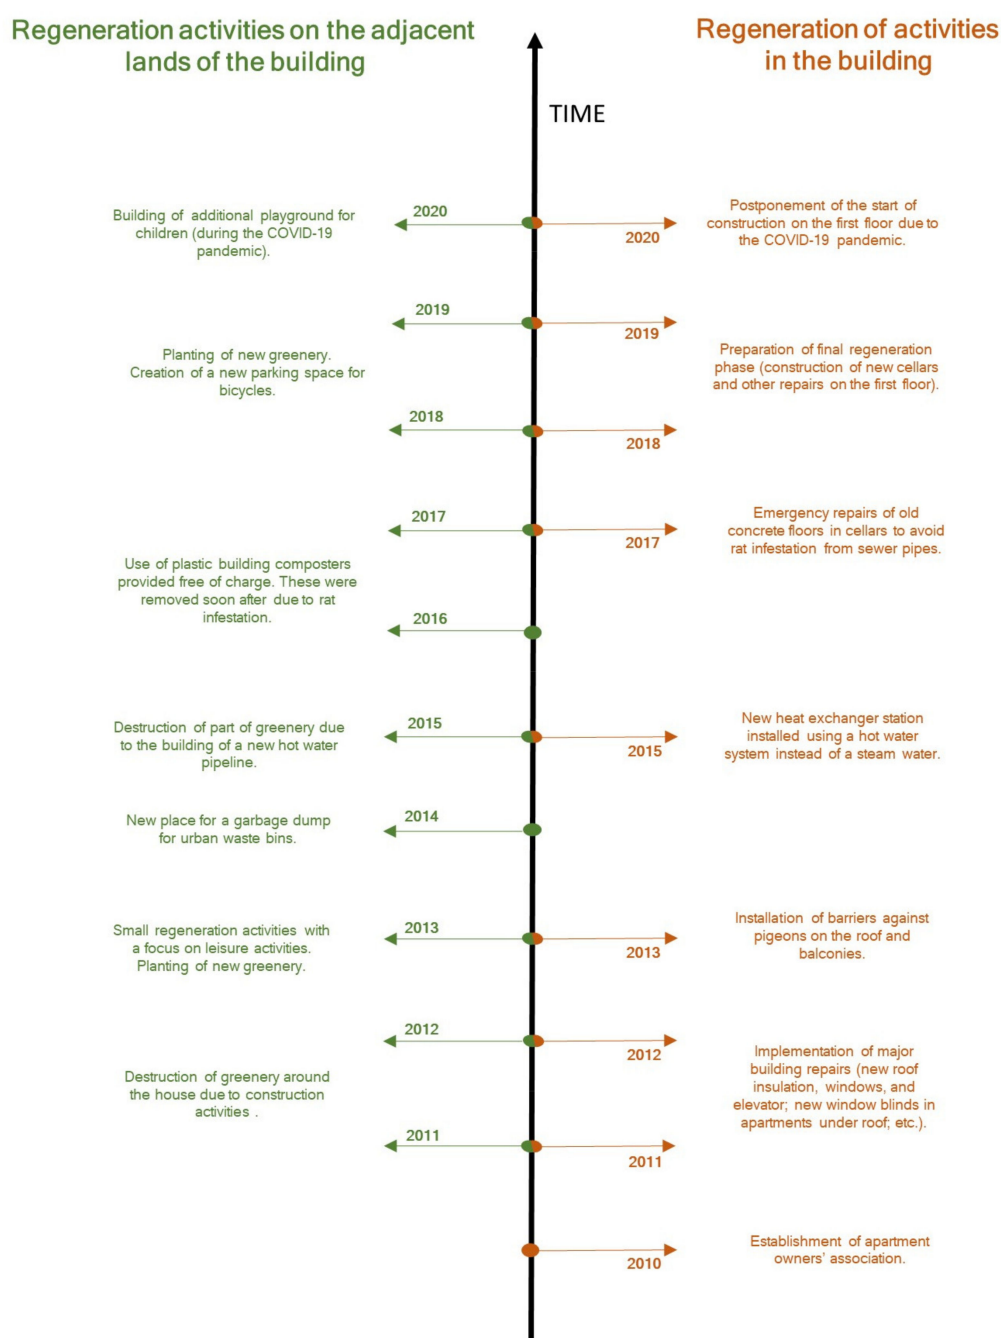 Regeneration activities on the adjacent
lands of the building
Regeneration of activities
in the building
TIME
Building of additional playground for
children (during the COVID-19
pandemic).
2020
2020
Postponement of the start of
construction on the first floor due to
the COVID-19 pandemic.
2019
2019
Planting of new greenery.
Creation of a new parking space for
bicycles.
Preparation of final regeneration
phase (construction of new cellars
and other repairs on the first floor).
2018
2018
2017
2017
Emergency repairs of old
concrete floors in cellars to avoid
rat infestation from sewer pipes.
Use of plastic building composters
provided free of charge. These were
removed soon after due to rat
infestation.
2016
Destruction of part of greenery due
to the building of a new hot water
pipeline.
2015
2015
New heat exchanger station
installed using a hot water
system instead of a steam water.
New place for a garbage dump
for urban waste bins.
2014
Small regeneration activities with
a focus on leisure activities.
Planting of new greenery.
2013
2013
Installation of barriers against
pigeons on the roof and
balconies.
2012
2012
Destruction of greenery around
the house due to construction
activities .
Implementation of major
building repairs (new roof
insulation, windows, and
elevator; new window blinds in
apartments under roof; etc.).
2011
2011
2010
Establishment of apartment
owners’ association.